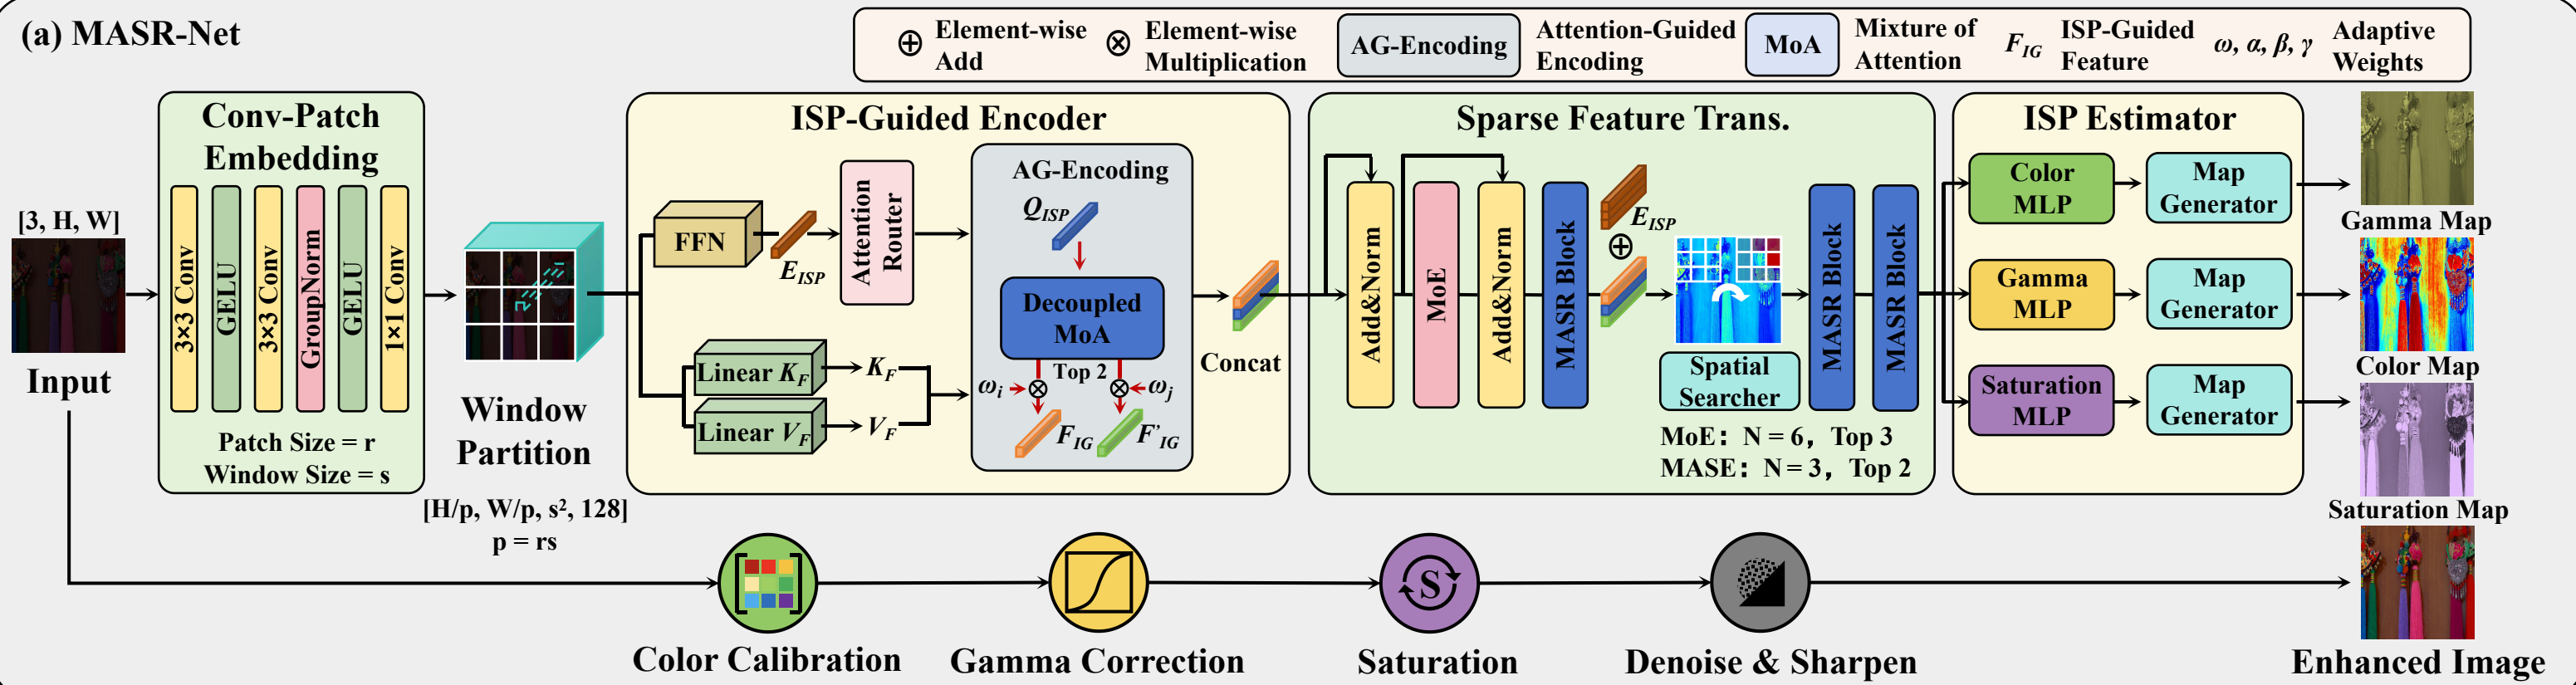 (a) MASR-Net
Element-wise
Add
Element-wise
Multiplication
AG-Encoding
Attention-Guided
Encoding
MoA
Mixture of
Attention
F_IG
ISP-Guided
Feature
ω, α, β, γ
Adaptive
Weights
[3, H, W]
Input
Conv-Patch
Embedding
3×3 Conv
GELU
3×3 Conv
GroupNorm
GELU
1×1 Conv
Patch Size = r
Window Size = s
Window
Partition
[H/p, W/p, s², 128]
p = rs
ISP-Guided Encoder
FFN
E_ISP
Attention
Router
Linear K_F
K_F
Linear V_F
V_F
AG-Encoding
Q_ISP
Decoupled
MoA
Top 2
ω_i
ω_j
F_IG
F'_IG
Concat
Sparse Feature Trans.
Add&Norm
MoE
Add&Norm
MASR Block
E_ISP
Spatial
Searcher
MASR Block
MASR Block
MoE: N = 6, Top 3
MASE: N = 3, Top 2
ISP Estimator
Color
MLP
Map
Generator
Gamma
MLP
Map
Generator
Saturation
MLP
Map
Generator
Gamma Map
Color Map
Saturation Map
S
Color Calibration
Gamma Correction
Saturation
Denoise & Sharpen
Enhanced Image